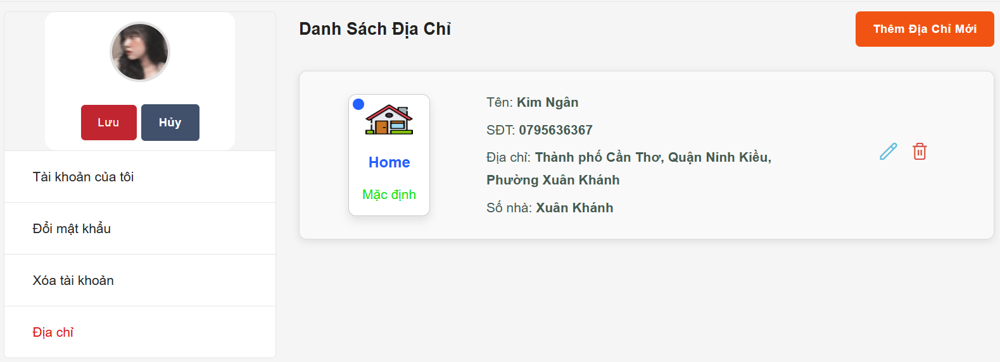 Lưu
Hủy
Tài khoản của tôi
Đổi mật khẩu
Xóa tài khoản
Địa chỉ
Danh Sách Địa Chỉ
Thêm Địa Chỉ Mới
Home
Mặc định
Tên: Kim Ngân
SĐT: 0795636367
Địa chỉ: Thành phố Cần Thơ, Quận Ninh Kiều,
Phường Xuân Khánh
Số nhà: Xuân Khánh